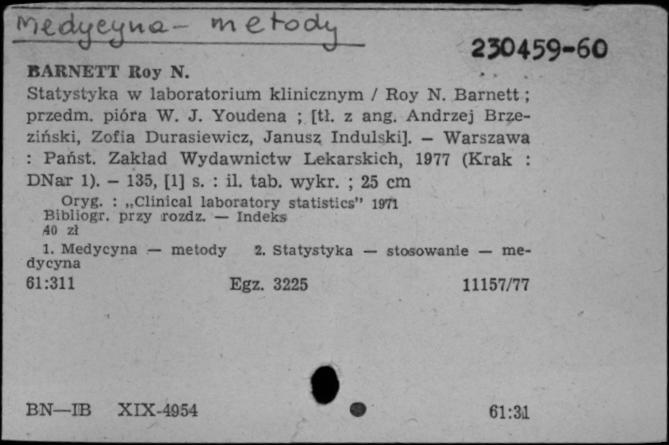 Medycyna - metody
230459-60
BARNETT Roy N.
Statystyka w laboratorium klinicznym / Roy N. Barnett ;
przedm. pióra W. J. Youdena ; [tł. z ang. Andrzej Brze-
ziński, Zofia Durasiewicz, Janusz Indulski]. — Warszawa
: Państ. Zakład Wydawnictw Lekarskich, 1977 (Krak :
DNar 1). — 135, [1] s. : il. tab. wykr. ; 25 cm
Oryg. : „Clinical laboratory statistics" 1971
Bibliogr. przy rozdz. — Indeks
40 zł
1. Medycyna — metody 2. Statystyka — stosowanie — me-
dycyna
61:311 Egz. 3225 11157/77
BN—IB XIX-4954 61:31